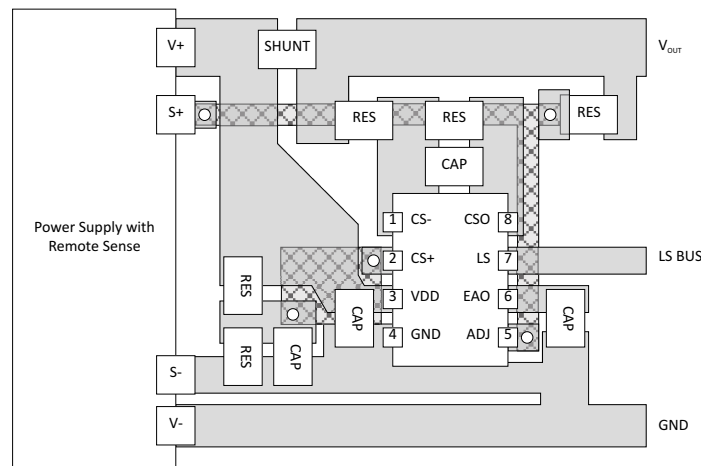 V+
SHUNT
V_OUT
S+
RES
RES
RES
CAP
1 CS- CSO 8
Power Supply with
Remote Sense
2 CS+ LS 7
LS BUS
RES
3 VDD EAO 6
CAP
CAP
4 GND ADJ 5
RES
CAP
S-
V-
GND